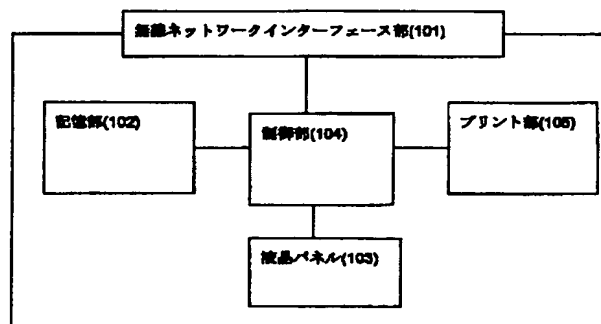 無線ネットワークインターフェース部(101)
記憶部(102)
制御部(104)
プリント部(105)
液晶パネル(103)